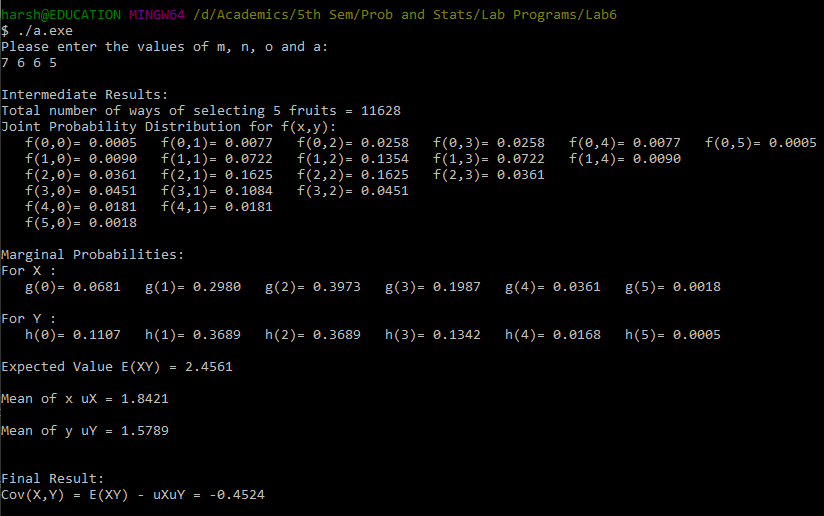 harsh@EDUCATION MINGW64 /d/Academics/5th Sem/Prob and Stats/Lab Programs/Lab6
$ ./a.exe
Please enter the values of m, n, o and a:
7 6 6 5
Intermediate Results:
Total number of ways of selecting 5 fruits = 11628
Joint Probability Distribution for f(x,y):
f(0,0)= 0.0005 f(0,1)= 0.0077 f(0,2)= 0.0258 f(0,3)= 0.0258 f(0,4)= 0.0077 f(0,5)= 0.0005
f(1,0)= 0.0090 f(1,1)= 0.0722 f(1,2)= 0.1354 f(1,3)= 0.0722 f(1,4)= 0.0090
f(2,0)= 0.0361 f(2,1)= 0.1625 f(2,2)= 0.1625 f(2,3)= 0.0361
f(3,0)= 0.0451 f(3,1)= 0.1084 f(3,2)= 0.0451
f(4,0)= 0.0181 f(4,1)= 0.0181
f(5,0)= 0.0018
Marginal Probabilities:
For X :
g(0)= 0.0681 g(1)= 0.2980 g(2)= 0.3973 g(3)= 0.1987 g(4)= 0.0361 g(5)= 0.0018
For Y :
h(0)= 0.1107 h(1)= 0.3689 h(2)= 0.3689 h(3)= 0.1342 h(4)= 0.0168 h(5)= 0.0005
Expected Value E(XY) = 2.4561
Mean of x uX = 1.8421
Mean of y uY = 1.5789
Final Result:
Cov(X,Y) = E(XY) - uXuY = -0.4524